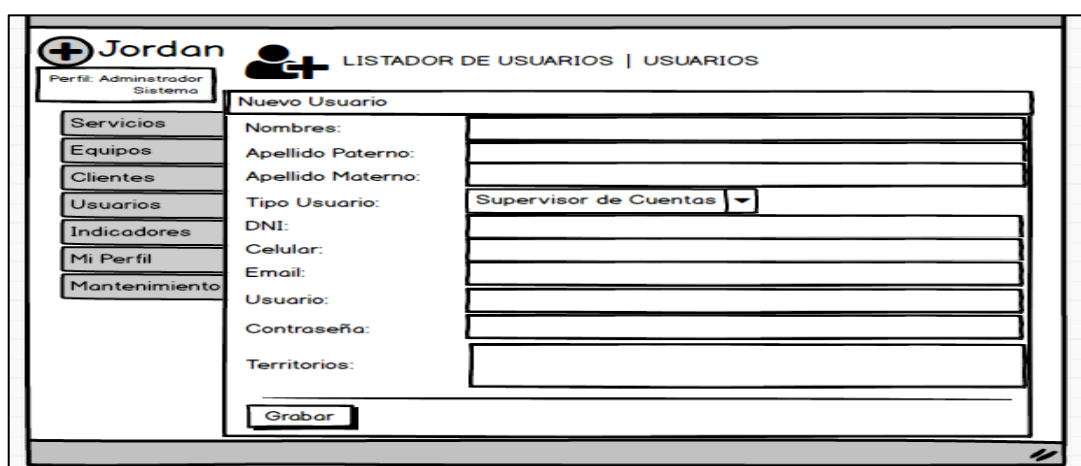 Jordan
Perfil: Adminstrador
Sistema
LISTADOR DE USUARIOS | USUARIOS
Servicios
Equipos
Clientes
Usuarios
Indicadores
Mi Perfil
Mantenimiento
Nuevo Usuario
Nombres:
Apellido Paterno:
Apellido Materno:
Tipo Usuario: Supervisor de Cuentas
DNI:
Celular:
Email:
Usuario:
Contraseña:
Territorios:
Grabar